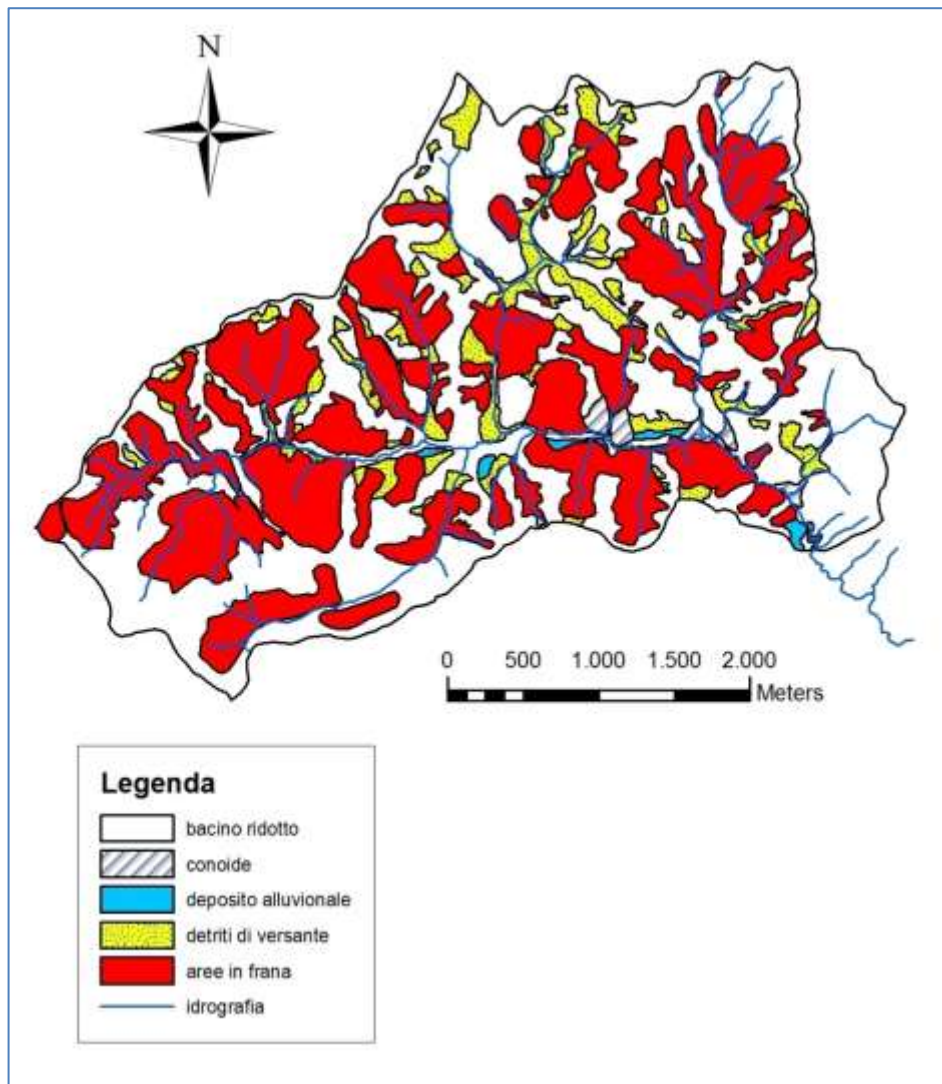 N
0 500 1.000 1.500 2.000
Meters
Legenda
bacino ridotto
conoide
deposito alluvionale
detriti di versante
aree in frana
idrografia